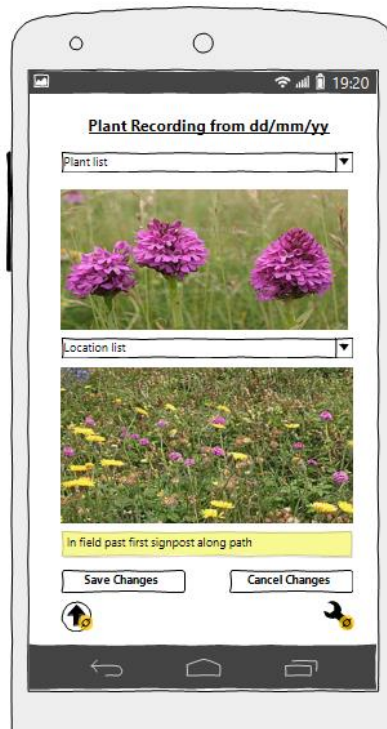 19:20
Plant Recording from dd/mm/yy
Plant list
Location list
In field past first signpost along path
Save Changes
Cancel Changes